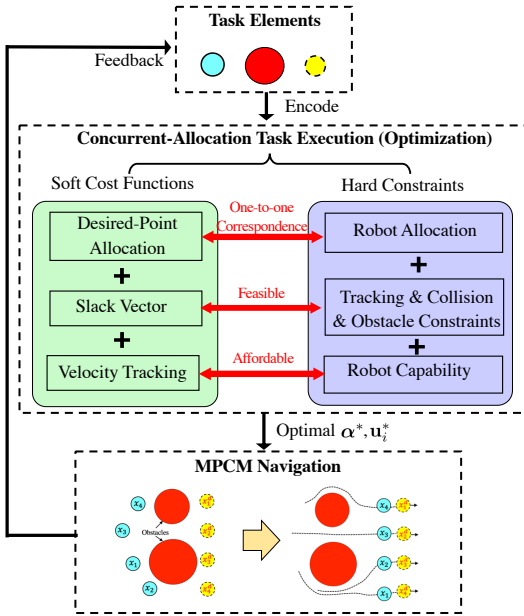 Task Elements
Feedback
Encode
Concurrent-Allocation Task Execution (Optimization)
Soft Cost Functions
Hard Constraints
Desired-Point
Allocation
One-to-one
Correspondence
Robot Allocation
+
+
Slack Vector
Feasible
Tracking & Collision
& Obstacle Constraints
+
+
Velocity Tracking
Affordable
Robot Capability
Optimal α*, u_i*
MPCM Navigation
x4
x3
Obstacles
x1
x2
x4
x3
x2
x1